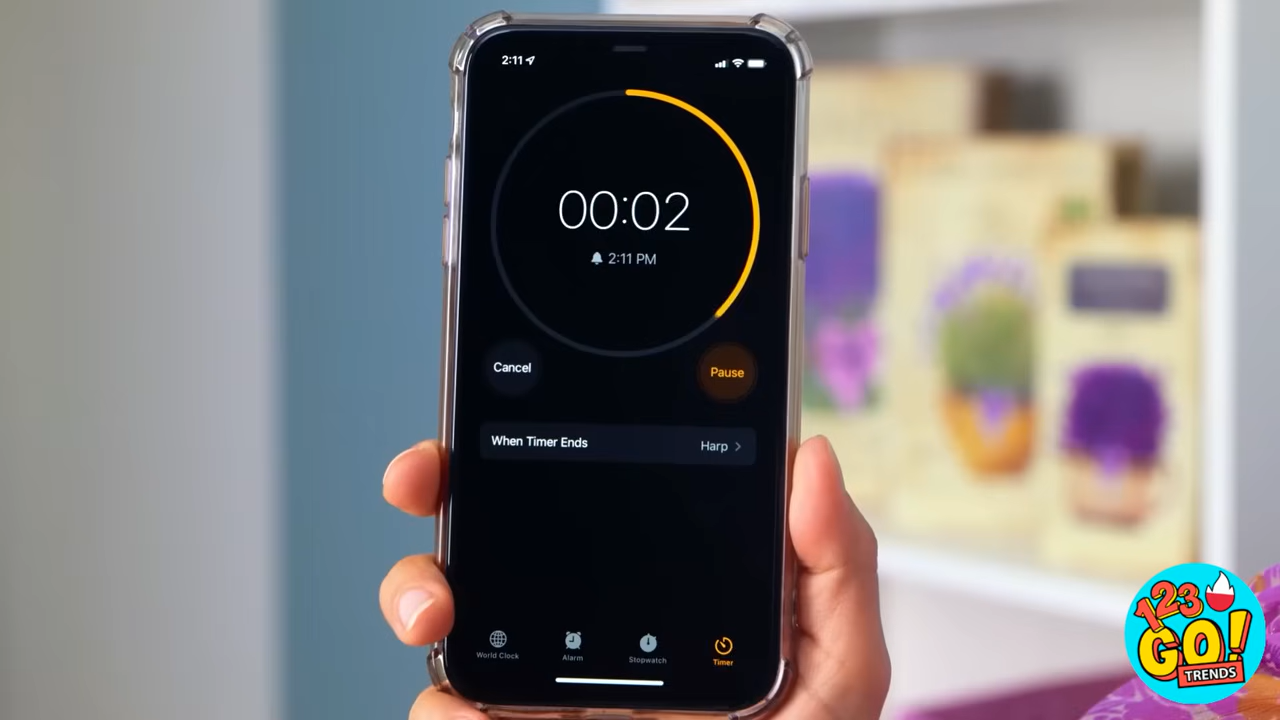 2:11
00:02
2:11 PM
Cancel
Pause
When Timer Ends
Harp
World Clock
Alarm
Stopwatch
Timer
123
GO!
TRENDS